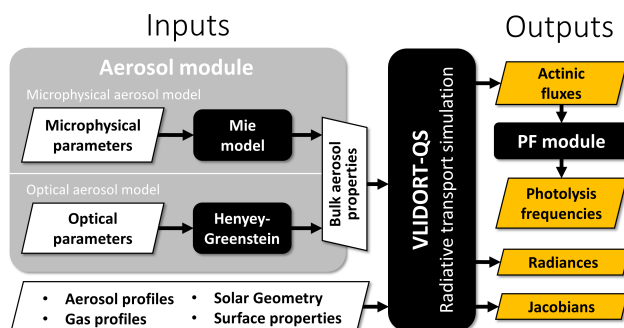 Inputs
Outputs
Aerosol module
Microphysical aerosol model
Microphysical
parameters
Mie
model
Optical aerosol model
Optical
parameters
Henyey-
Greenstein
Bulk aerosol
properties
• Aerosol profiles
• Gas profiles
• Solar Geometry
• Surface properties
VLIDORT-QS
Radiative transport simulation
Actinic
fluxes
PF module
Photolysis
frequencies
Radiances
Jacobians